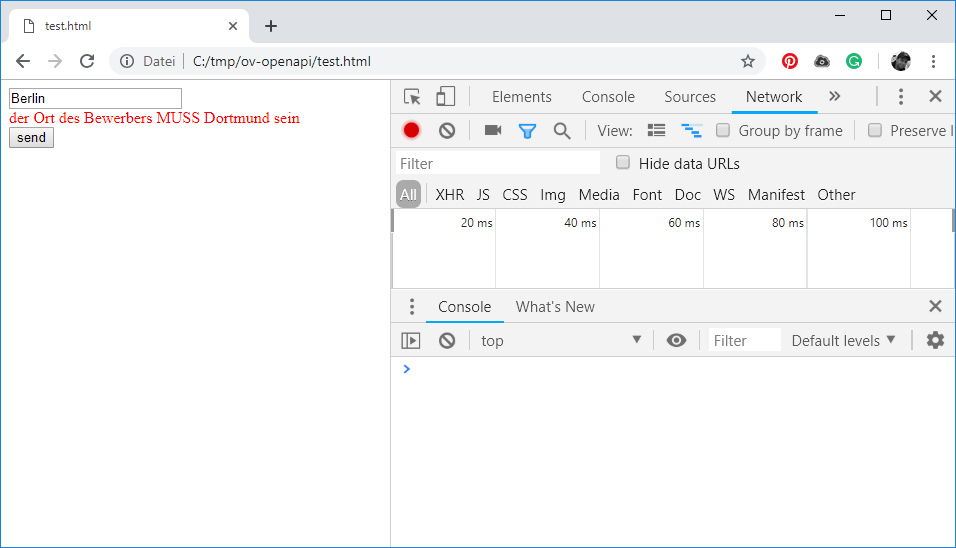 test.html
Datei C:/tmp/ov-openapi/test.html
Berlin
der Ort des Bewerbers MUSS Dortmund sein
send
Elements Console Sources Network
View: Group by frame Preserve l
Filter Hide data URLs
All XHR JS CSS Img Media Font Doc WS Manifest Other
20 ms 40 ms 60 ms 80 ms 100 ms
Console What's New
top Filter Default levels